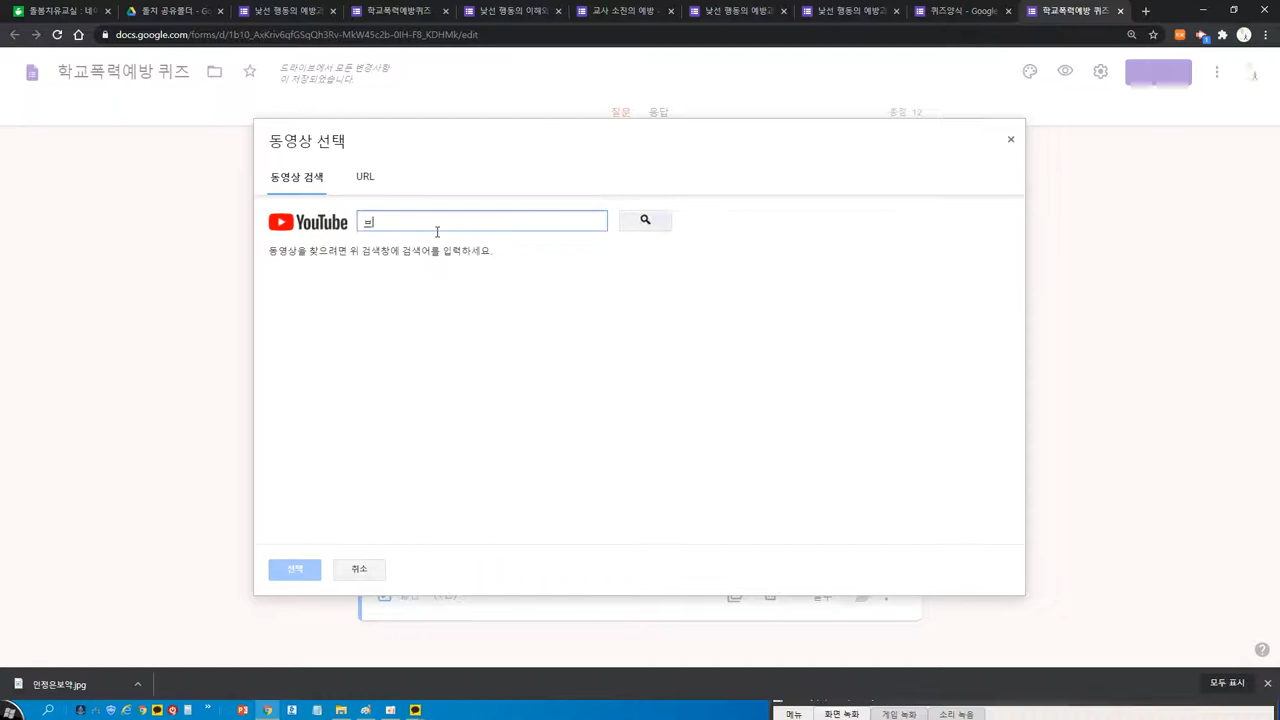 돌봄지유교실 : 네이
돌치 공유폴더 - G
낯선 행동의 예방고
학교폭력예방퀴즈
낯선 행동의 이해오
교사 소진의 예방 -
낯선 행동의 예방고
낯선 행동의 예방고
퀴즈양식 - Google
학교폭력예방 퀴즈
docs.google.com/forms/d/1b10_AxKriv6qfGSqQh3Rv-MkW45c2b-0IH-F8_KDHMk/edit
학교폭력예방 퀴즈
드라이브에서 모든 변경사항
이 저장되었습니다.
질문 응답
총점: 12
동영상 선택
동영상 검색 URL
YouTube
동영상을 찾으려면 위 검색창에 검색어를 입력하세요.
선택 취소
인정은보약.jpg
모두 표시
메뉴 화면 녹화 게임 녹화 소리 녹음